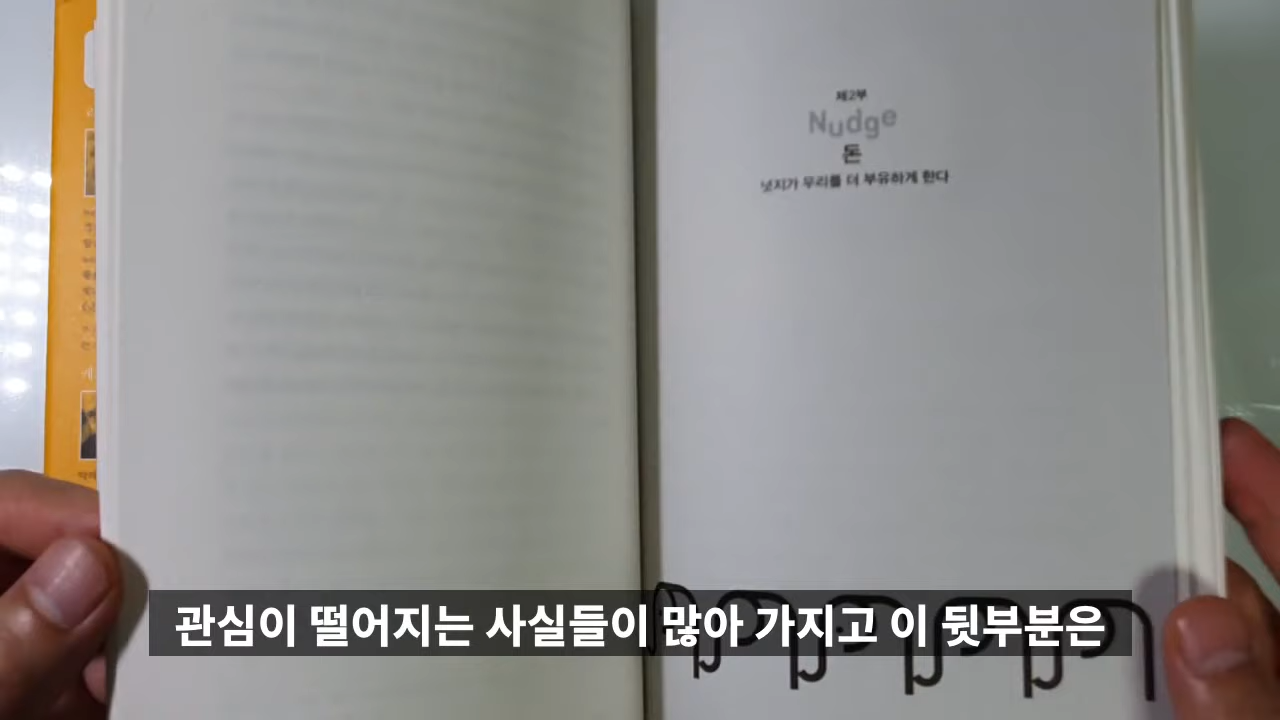 제2부
Nudge
돈
넛지가 우리를 더 부유하게 한다
관심이 떨어지는 사실들이 많아 가지고 이 뒷부분은